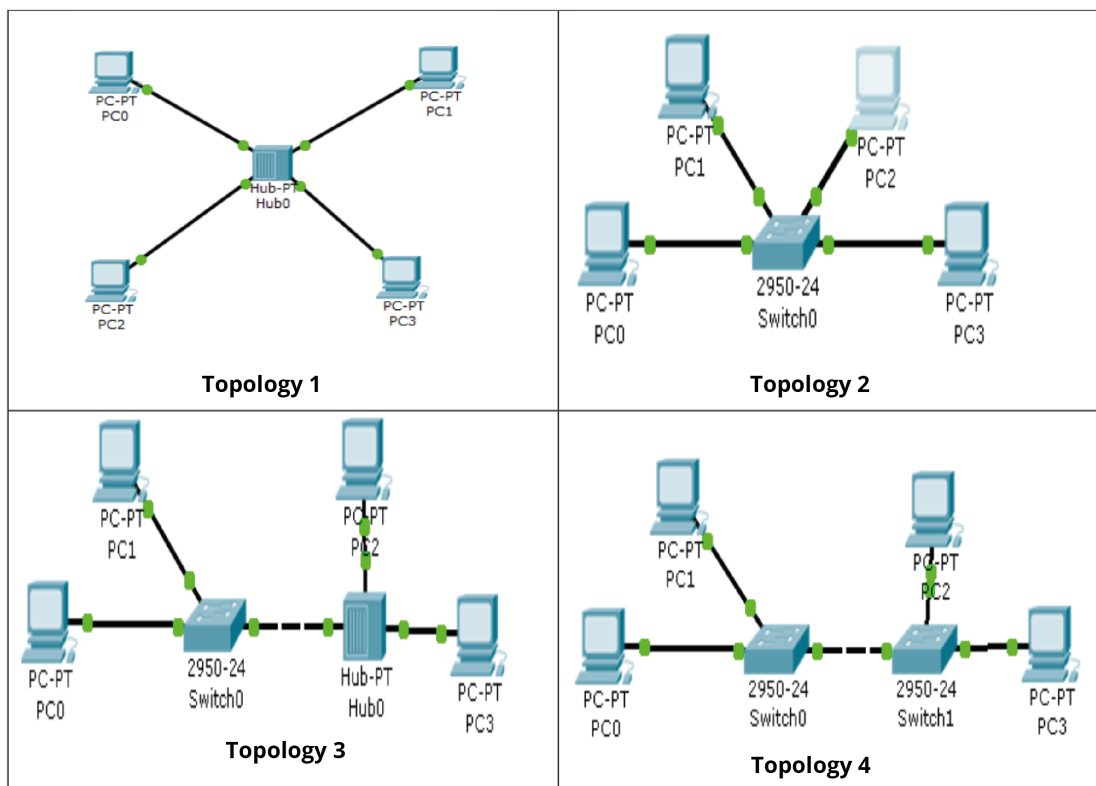 PC-PT
PC0
PC-PT
PC1
Hub-PT
Hub0
PC-PT
PC2
PC-PT
PC3
Topology 1
PC-PT
PC1
PC-PT
PC2
PC-PT
PC0
2950-24
Switch0
PC-PT
PC3
Topology 2
PC-PT
PC1
PC-PT
PC2
PC-PT
PC0
2950-24
Switch0
Hub-PT
Hub0
PC-PT
PC3
Topology 3
PC-PT
PC1
PC-PT
PC2
PC-PT
PC0
2950-24
Switch0
2950-24
Switch1
PC-PT
PC3
Topology 4